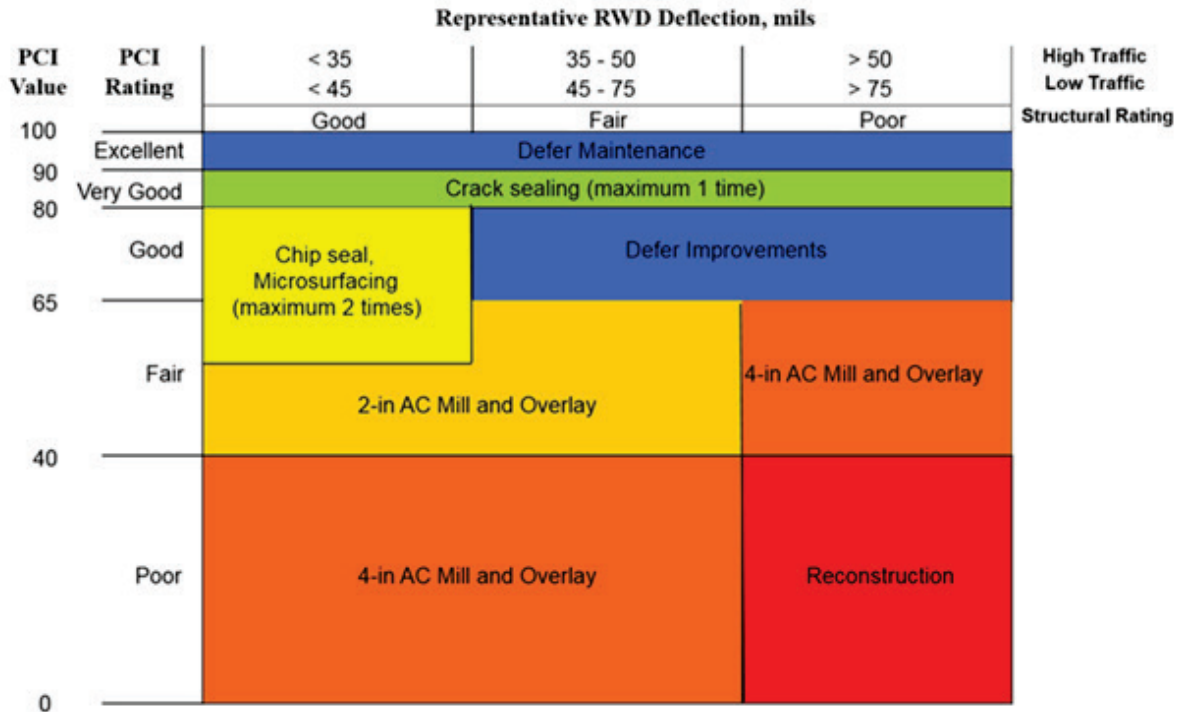 Representative RWD Deflection, mils
PCI Value
PCI Rating
< 35
35 - 50
> 50
High Traffic
< 45
45 - 75
> 75
Low Traffic
Good
Fair
Poor
Structural Rating
100
Excellent
Defer Maintenance
90
Very Good
Crack sealing (maximum 1 time)
80
Good
Chip seal,
Microsurfacing
(maximum 2 times)
Defer Improvements
65
Fair
4-in AC Mill and Overlay
2-in AC Mill and Overlay
40
Poor
4-in AC Mill and Overlay
Reconstruction
0